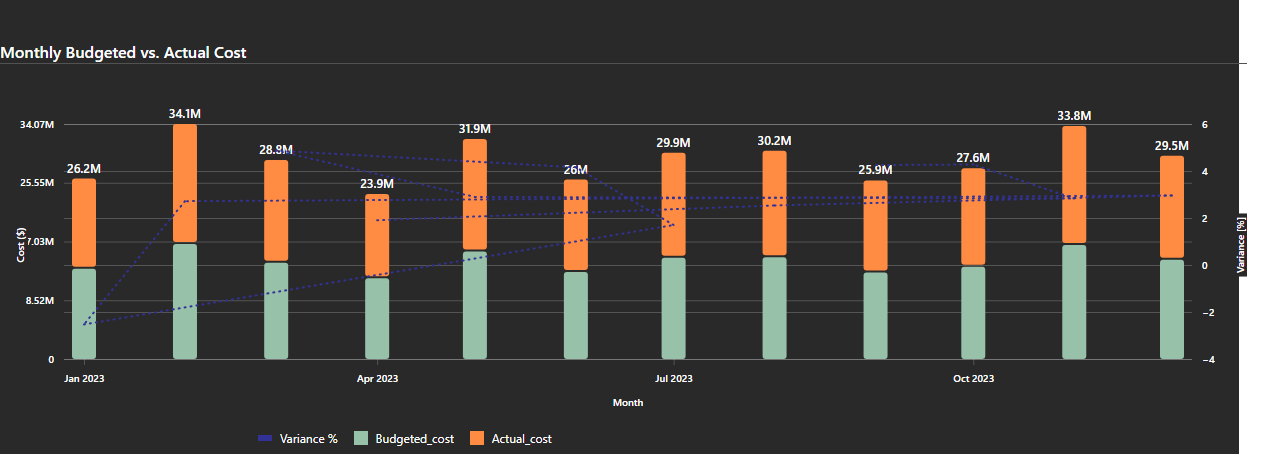 Monthly Budgeted vs. Actual Cost
34.1M 33.8M
34.07M 31.9M 6
28.9M 29.9M 30.2M 29.5M
26.2M 26M 25.9M 27.6M 4
25.55M 23.9M
2
7.03M
Cost ($) Variance [%]
0
8.52M
−2
0 −4
Jan 2023 Apr 2023 Jul 2023 Oct 2023
Month
Variance % Budgeted_cost Actual_cost